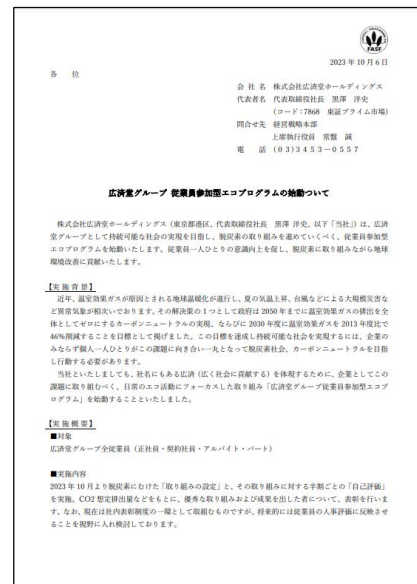 FASF
2023 年 10 月 6 日
各 位
会 社 名 株式会社広済堂ホールディングス
代表者名 代表取締役社長 黒澤 洋史
(コード:7868 東証プライム市場)
問合せ先 経営戦略本部
上席執行役員 常盤 誠
電 話 (03)3453-0557
広済堂グループ 従業員参加型エコプログラムの始動ついて
株式会社広済堂ホールディングス(東京都港区、代表取締役社長 黒澤 洋史、以下「当社」)は、広済
堂グループとして持続可能な社会の実現を目指し、脱炭素の取り組みを進めていくべく、従業員参加型
エコプログラムを始動いたします。従業員一人ひとりの意識向上を促し、脱炭素に取り組みながら地球
環境改善に貢献いたします。
【実施背景】
近年、温室効果ガスが原因とされる地球温暖化が進行し、夏の気温上昇、台風などによる大規模災害な
ど異常気象が相次いでおります。その解決の 1 つとして政府は 2050 年までに温室効果ガスの排出を全
体としてゼロにするカーボンニュートラルの実現、ならびに 2030 年度に温室効果ガスを 2013 年度比で
46%削減することを目標として掲げました。この目標を達成し持続可能な社会を実現するには、企業の
みならず個人一人ひとりがこの課題に向き合い一丸となって脱炭素社会、カーボンニュートラルを目指
し行動する必要があります。
当社といたしましても、社名にもある広済(広く社会に貢献する)を体現するために、企業としてこの
課題に取り組むべく、日常のエコ活動にフォーカスした取り組み「広済堂グループ従業員参加型エコプ
ログラム」を始動することといたしました。
【実施概要】
■対象
広済堂グループ全従業員(正社員・契約社員・アルバイト・パート)
■実施内容
2023 年 10 月より脱炭素にむけた「取り組みの設定」と、その取り組みに対する半期ごとの「自己評価」
を実施。CO2 想定排出量などをもとに、優秀な取り組みおよび成果を出した者について、表彰を行いま
す。なお、現在は社内表彰制度の一環として取組むものですが、将来的には従業員の人事評価に反映させ
ることを視野に入れ検討しております。